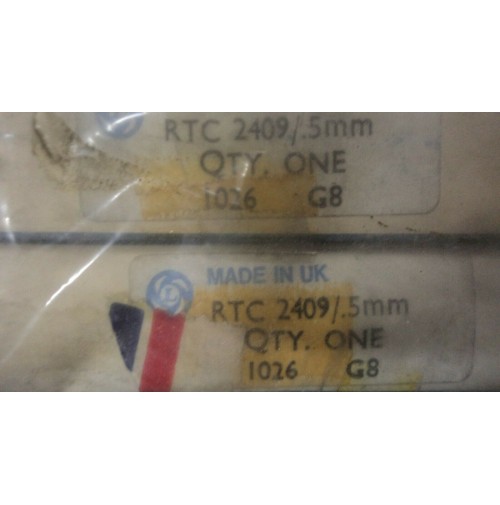 RTC 2409/.5mm
QTY. ONE
1026 G8
L MADE IN UK
RTC 2409/.5mm
QTY. ONE
1026 G8